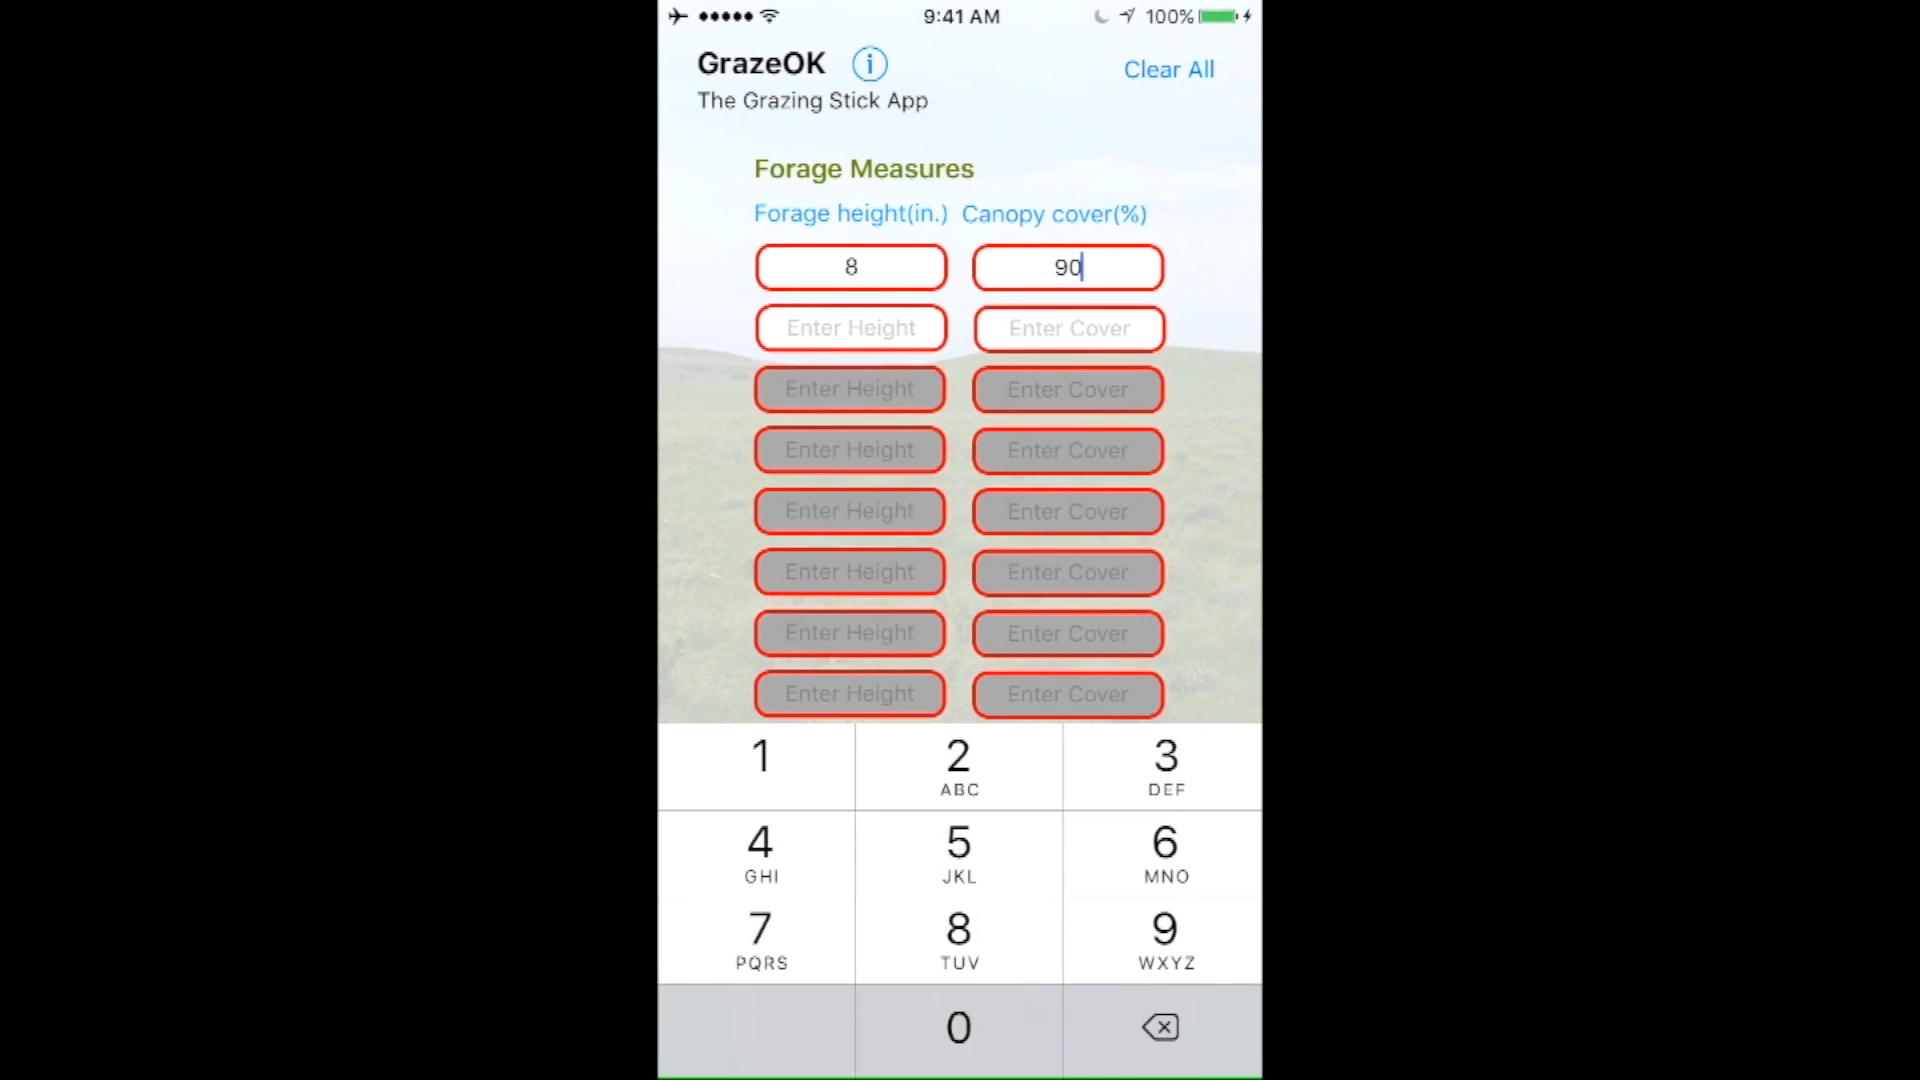 9:41 AM 100%
GrazeOK i Clear All
The Grazing Stick App
Forage Measures
Forage height(in.) Canopy cover(%)
8 90
Enter Height Enter Cover
Enter Height Enter Cover
Enter Height Enter Cover
Enter Height Enter Cover
Enter Height Enter Cover
Enter Height Enter Cover
Enter Height Enter Cover
1 2 3
ABC DEF
4 5 6
GHI JKL MNO
7 8 9
PQRS TUV WXYZ
0